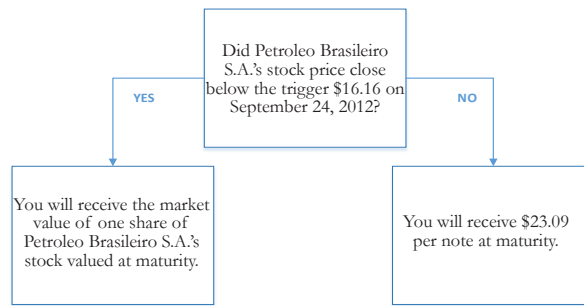 Did Petroleo Brasileiro
S.A.'s stock price close
below the trigger $16.16 on
September 24, 2012?
YES
NO
You will receive the market
value of one share of
Petroleo Brasileiro S.A.'s
stock valued at maturity.
You will receive $23.09
per note at maturity.